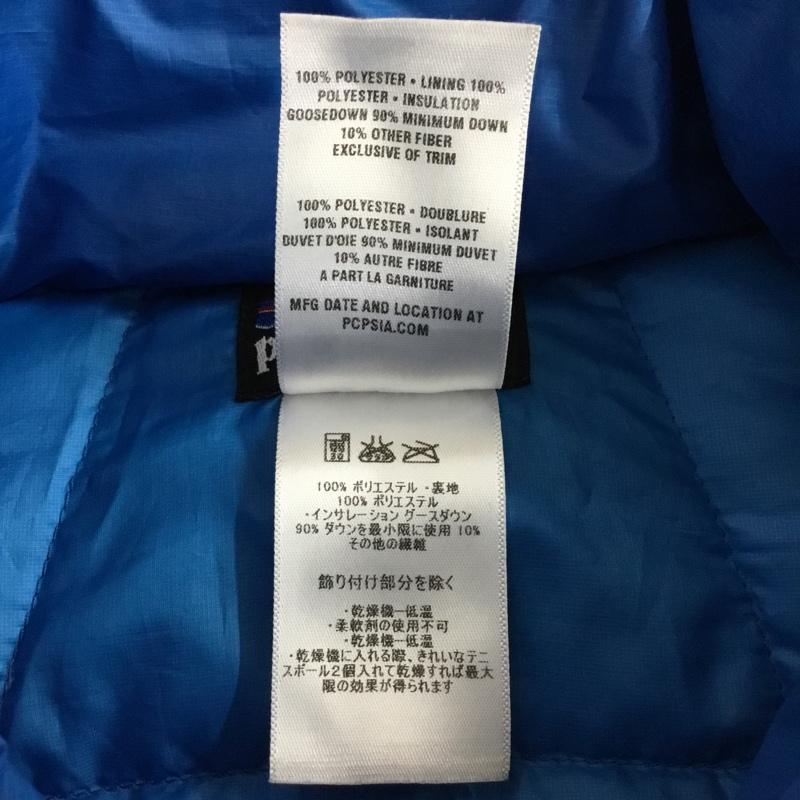 100% POLYESTER • LINING 100%
POLYESTER • INSULATION
GOOSEDOWN 90% MINIMUM DOWN
10% OTHER FIBER
EXCLUSIVE OF TRIM
100% POLYESTER • DOUBLURE
100% POLYESTER • ISOLANT
DUVET D'OIE 90% MINIMUM DUVET
10% AUTRE FIBRE
A PART LA GARNITURE
MFG DATE AND LOCATION AT
PCPSIA.COM
p
100% ポリエステル ・裏地
100% ポリエステル
・インサレーション グースダウン
90% ダウンを最小限に使用 10%
その他の繊維
飾り付け部分を除く
・乾燥機—低温
・柔軟剤の使用不可
・乾燥機—低温
・乾燥機に入れる際、きれいなテニ
スボール2個入れて乾燥すれば最大
限の効果が得られます